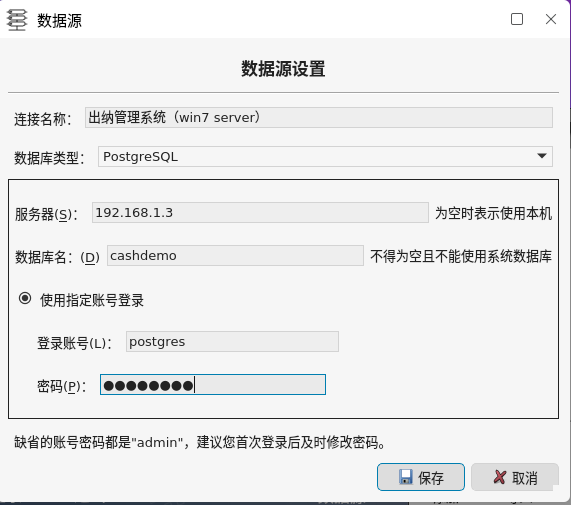 数据源
数据源设置
连接名称： 出纳管理系统（win7 server）
数据库类型： PostgreSQL
服务器(S)： 192.168.1.3 为空时表示使用本机
数据库名：(D) cashdemo 不得为空且不能使用系统数据库
使用指定账号登录
登录账号(L)： postgres
密码(P)： ●●●●●●●●
缺省的账号密码都是"admin"，建议您首次登录后及时修改密码。
保存 取消